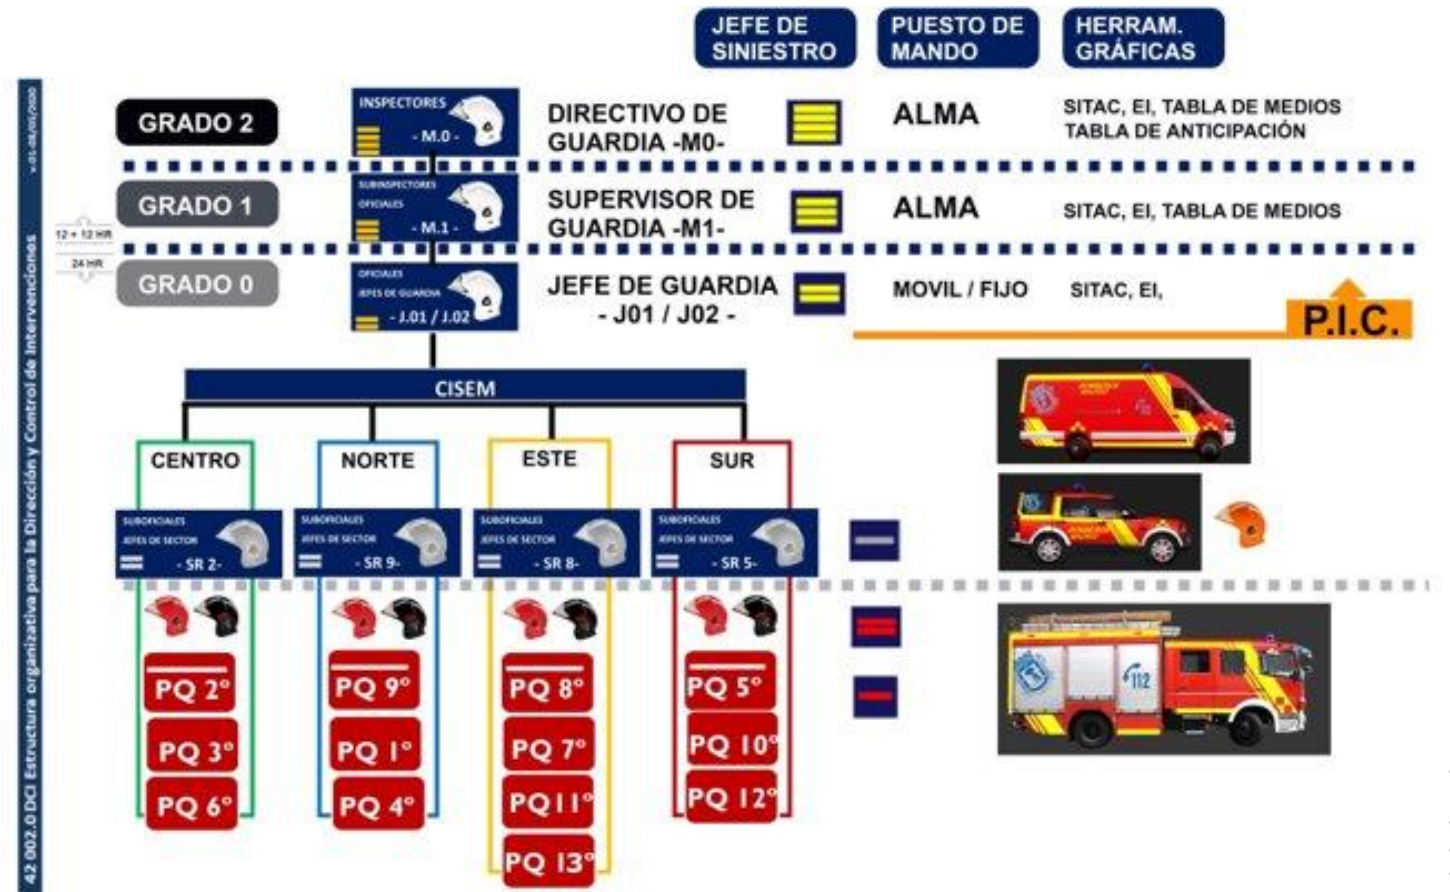 JEFE DE
SINIESTRO
PUESTO DE
MANDO
HERRAM.
GRÁFICAS
42 002.0 DCI Estructura organizativa para la Dirección y Control de Intervenciones
v.01-08/05/2020
GRADO 2
INSPECTORES
- M.0 -
DIRECTIVO DE
GUARDIA -M0-
ALMA
SITAC, EI, TABLA DE MEDIOS
TABLA DE ANTICIPACIÓN
GRADO 1
SUBINSPECTORES
OFICIALES
- M.1 -
SUPERVISOR DE
GUARDIA -M1-
ALMA
SITAC, EI, TABLA DE MEDIOS
12 + 12 HR
24 HR
GRADO 0
OFICIALES
JEFES DE GUARDIA
- J.01 / J.02 -
JEFE DE GUARDIA
- J01 / J02 -
MOVIL / FIJO
SITAC, EI,
P.I.C.
CISEM
CENTRO
NORTE
ESTE
SUR
SUBOFICIALES
JEFES DE SECTOR
- SR 2-
SUBOFICIALES
JEFES DE SECTOR
- SR 9-
SUBOFICIALES
JEFES DE SECTOR
- SR 8-
SUBOFICIALES
JEFES DE SECTOR
- SR 5-
PQ 2º
PQ 3º
PQ 6º
PQ 9º
PQ 1º
PQ 4º
PQ 8º
PQ 7º
PQ11º
PQ 13º
PQ 5º
PQ 10º
PQ 12º
112